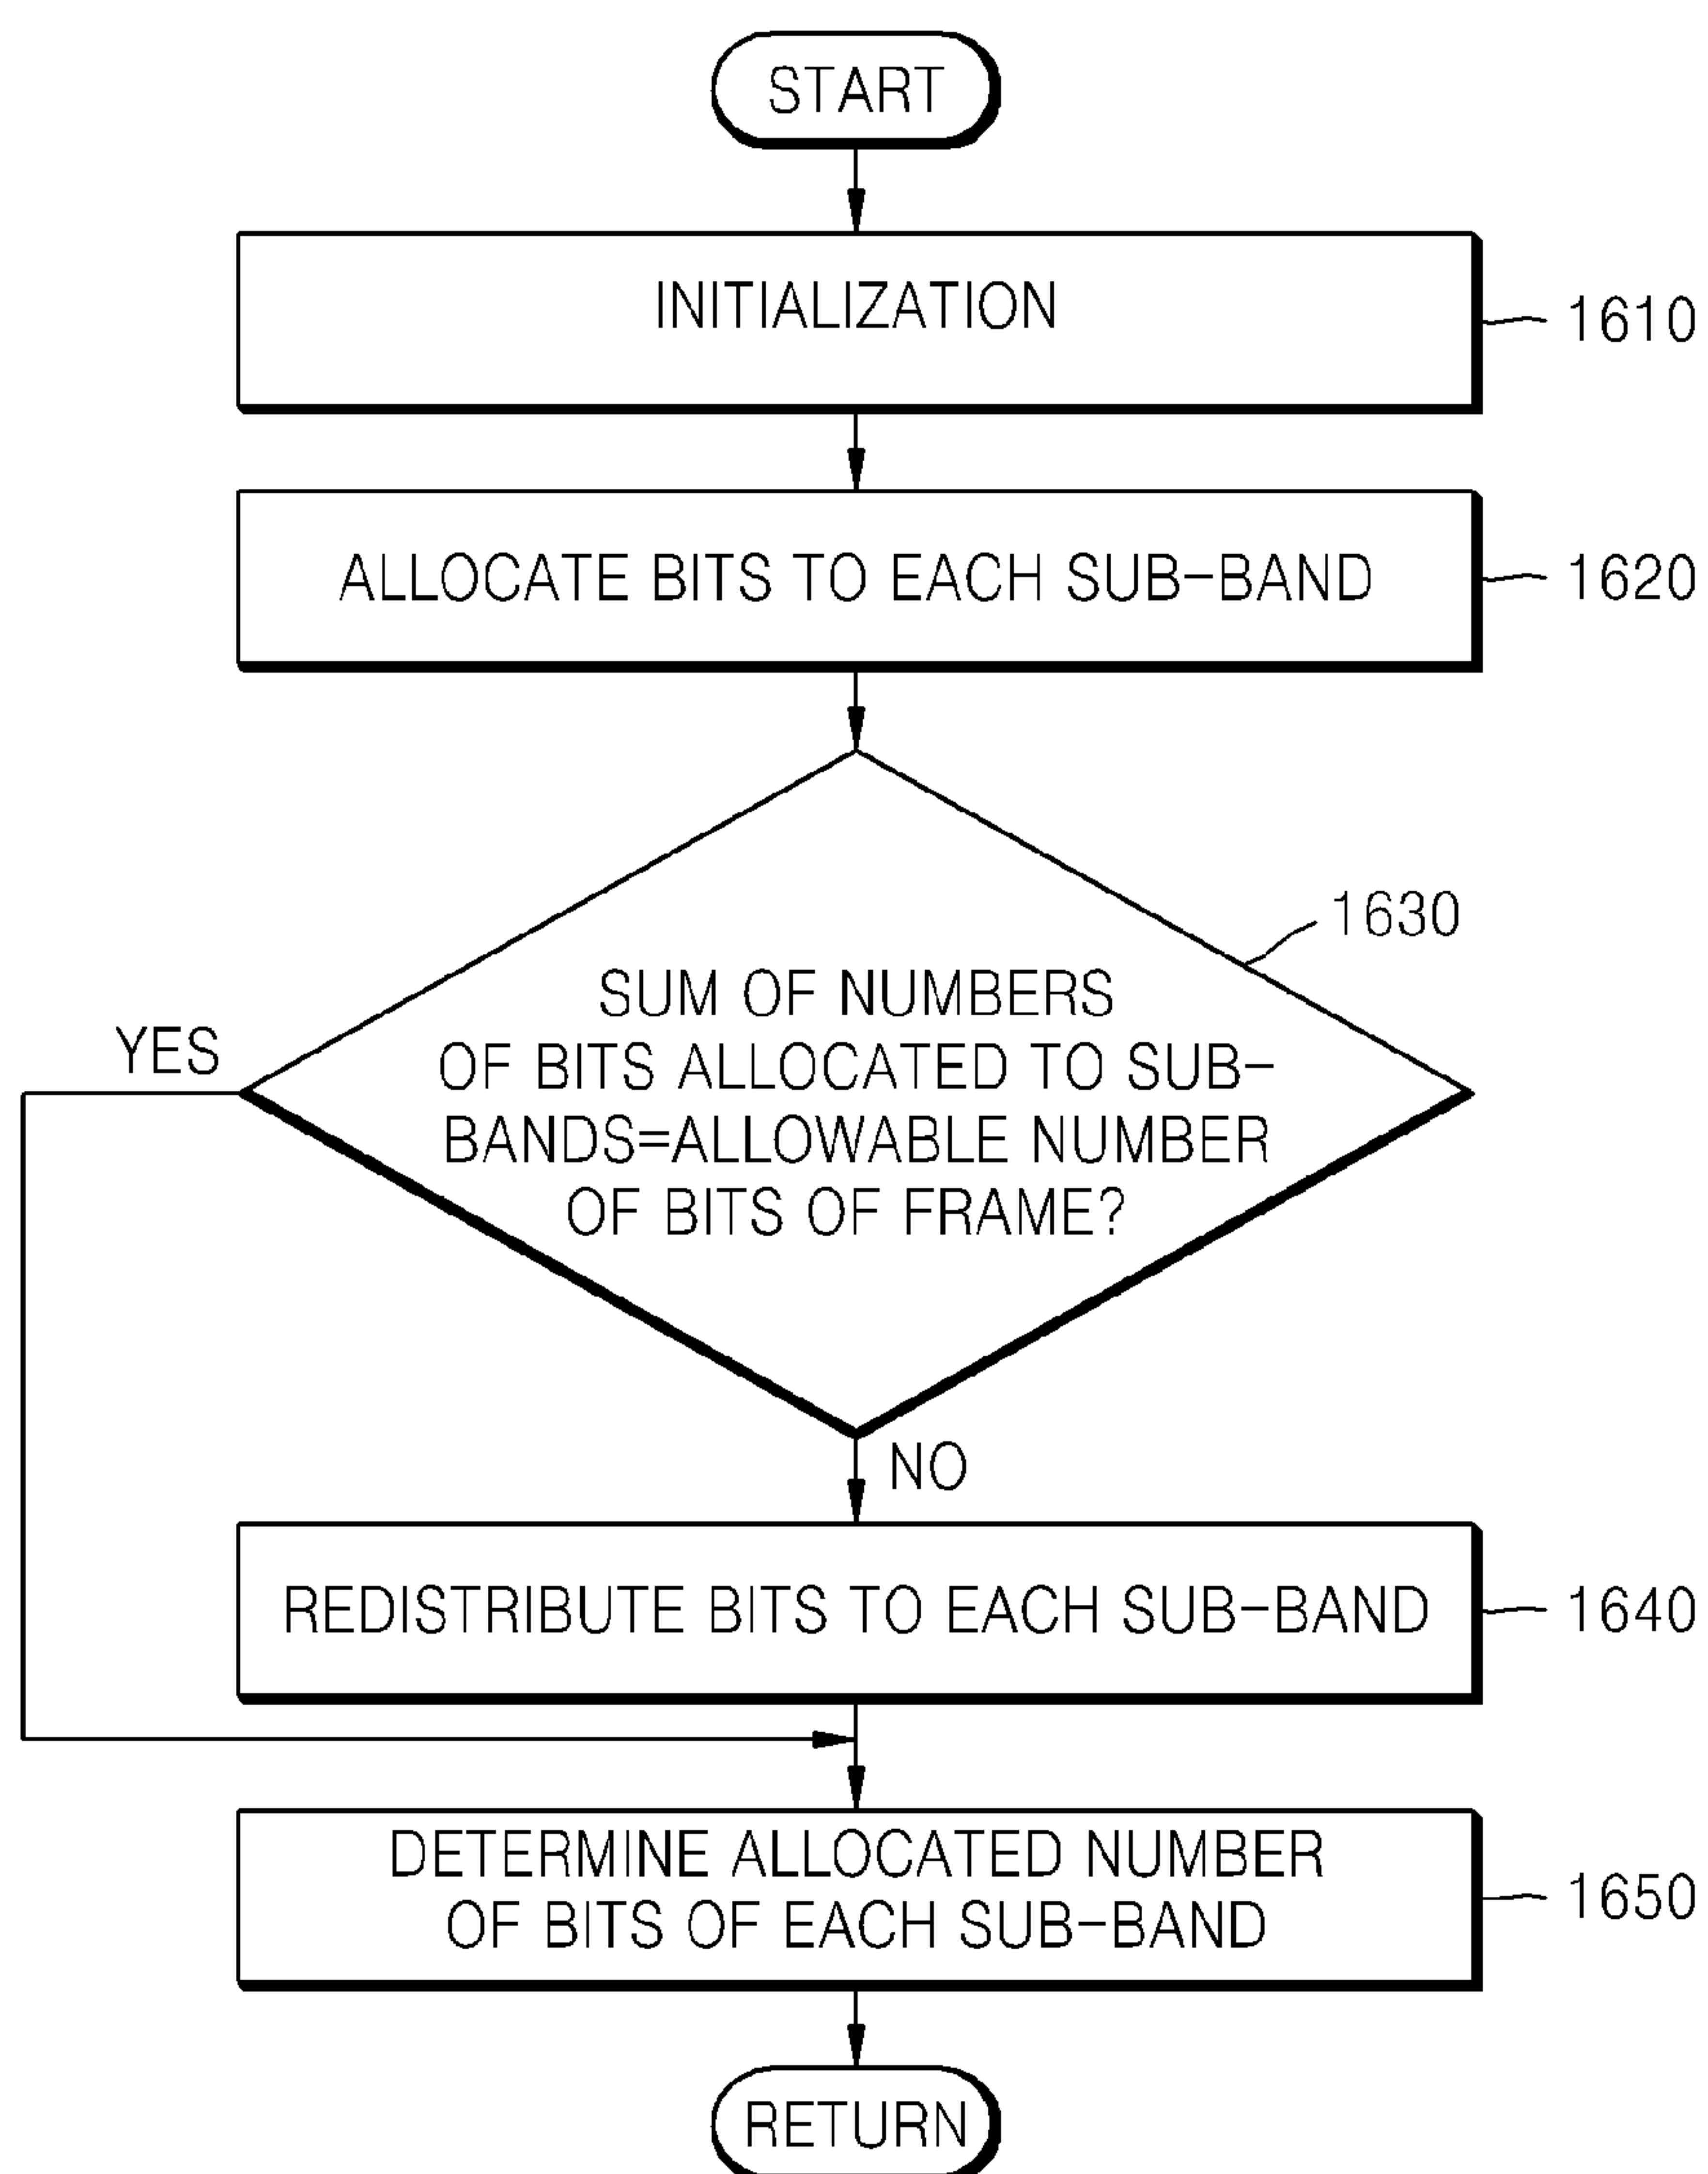 START
INITIALIZATION
1610
ALLOCATE BITS TO EACH SUB-BAND
1620
1630
SUM OF NUMBERS
OF BITS ALLOCATED TO SUB-
BANDS=ALLOWABLE NUMBER
OF BITS OF FRAME?
YES
NO
REDISTRIBUTE BITS TO EACH SUB-BAND
1640
DETERMINE ALLOCATED NUMBER
OF BITS OF EACH SUB-BAND
1650
RETURN